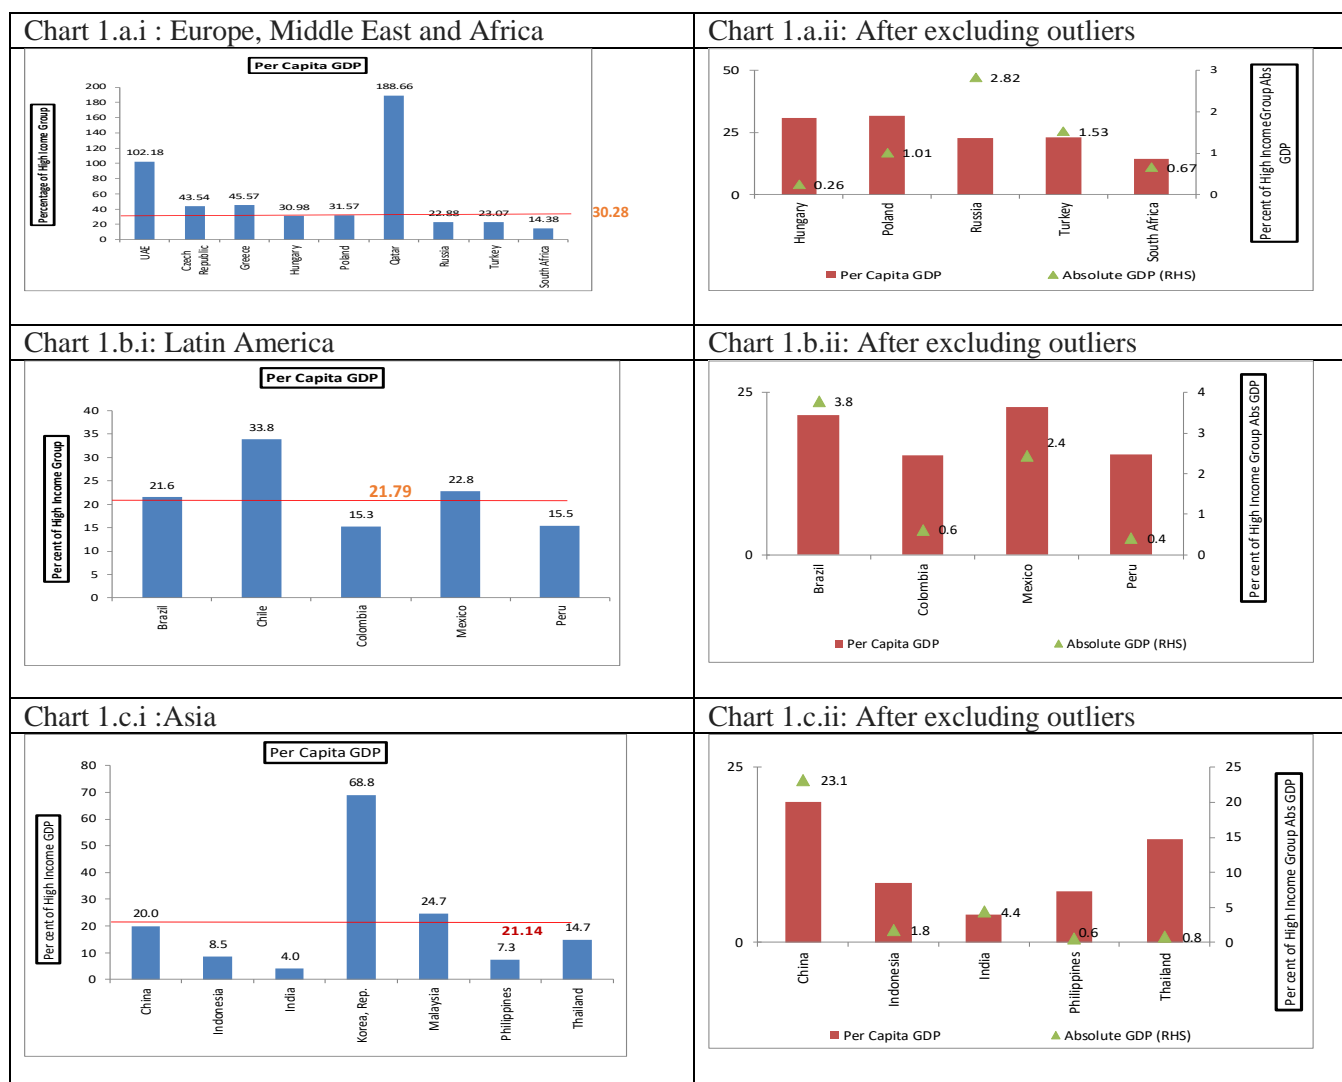 Chart 1.a.i : Europe, Middle East and Africa
Per Capita GDP
Percentage of High Icome Group
200
180
160
140
120
100
80
60
40
20
0
102.18
43.54
45.57
30.98
31.57
188.66
22.88
23.07
14.38
30.28
UAE
Czech
Republic
Greece
Hungary
Poland
Qatar
Russia
Turkey
South Africa
Chart 1.a.ii: After excluding outliers
50
25
0
0.26
1.01
2.82
1.53
0.67
3
2
1
0
Per cent of High IncomeGroup Abs
GDP
Hungary
Poland
Russia
Turkey
South Africa
Per Capita GDP
Absolute GDP (RHS)
Chart 1.b.i: Latin America
Per Capita GDP
Per cent of High Income Group
40
35
30
25
20
15
10
5
0
21.6
33.8
15.3
22.8
15.5
21.79
Brazil
Chile
Colombia
Mexico
Peru
Chart 1.b.ii: After excluding outliers
25
0
3.8
0.6
2.4
0.4
4
3
2
1
0
Per cent of High Income Group Abs GDP
Brazil
Colombia
Mexico
Peru
Per Capita GDP
Absolute GDP (RHS)
Chart 1.c.i :Asia
Per Capita GDP
Per cent of High Income GDP
80
70
60
50
40
30
20
10
0
20.0
8.5
4.0
68.8
24.7
7.3
14.7
21.14
China
Indonesia
India
Korea, Rep.
Malaysia
Philippines
Thailand
Chart 1.c.ii: After excluding outliers
25
0
23.1
1.8
4.4
0.6
0.8
25
20
15
10
5
0
Per cent of High Income Group Abs GDP
China
Indonesia
India
Philippines
Thailand
Per Capita GDP
Absolute GDP (RHS)